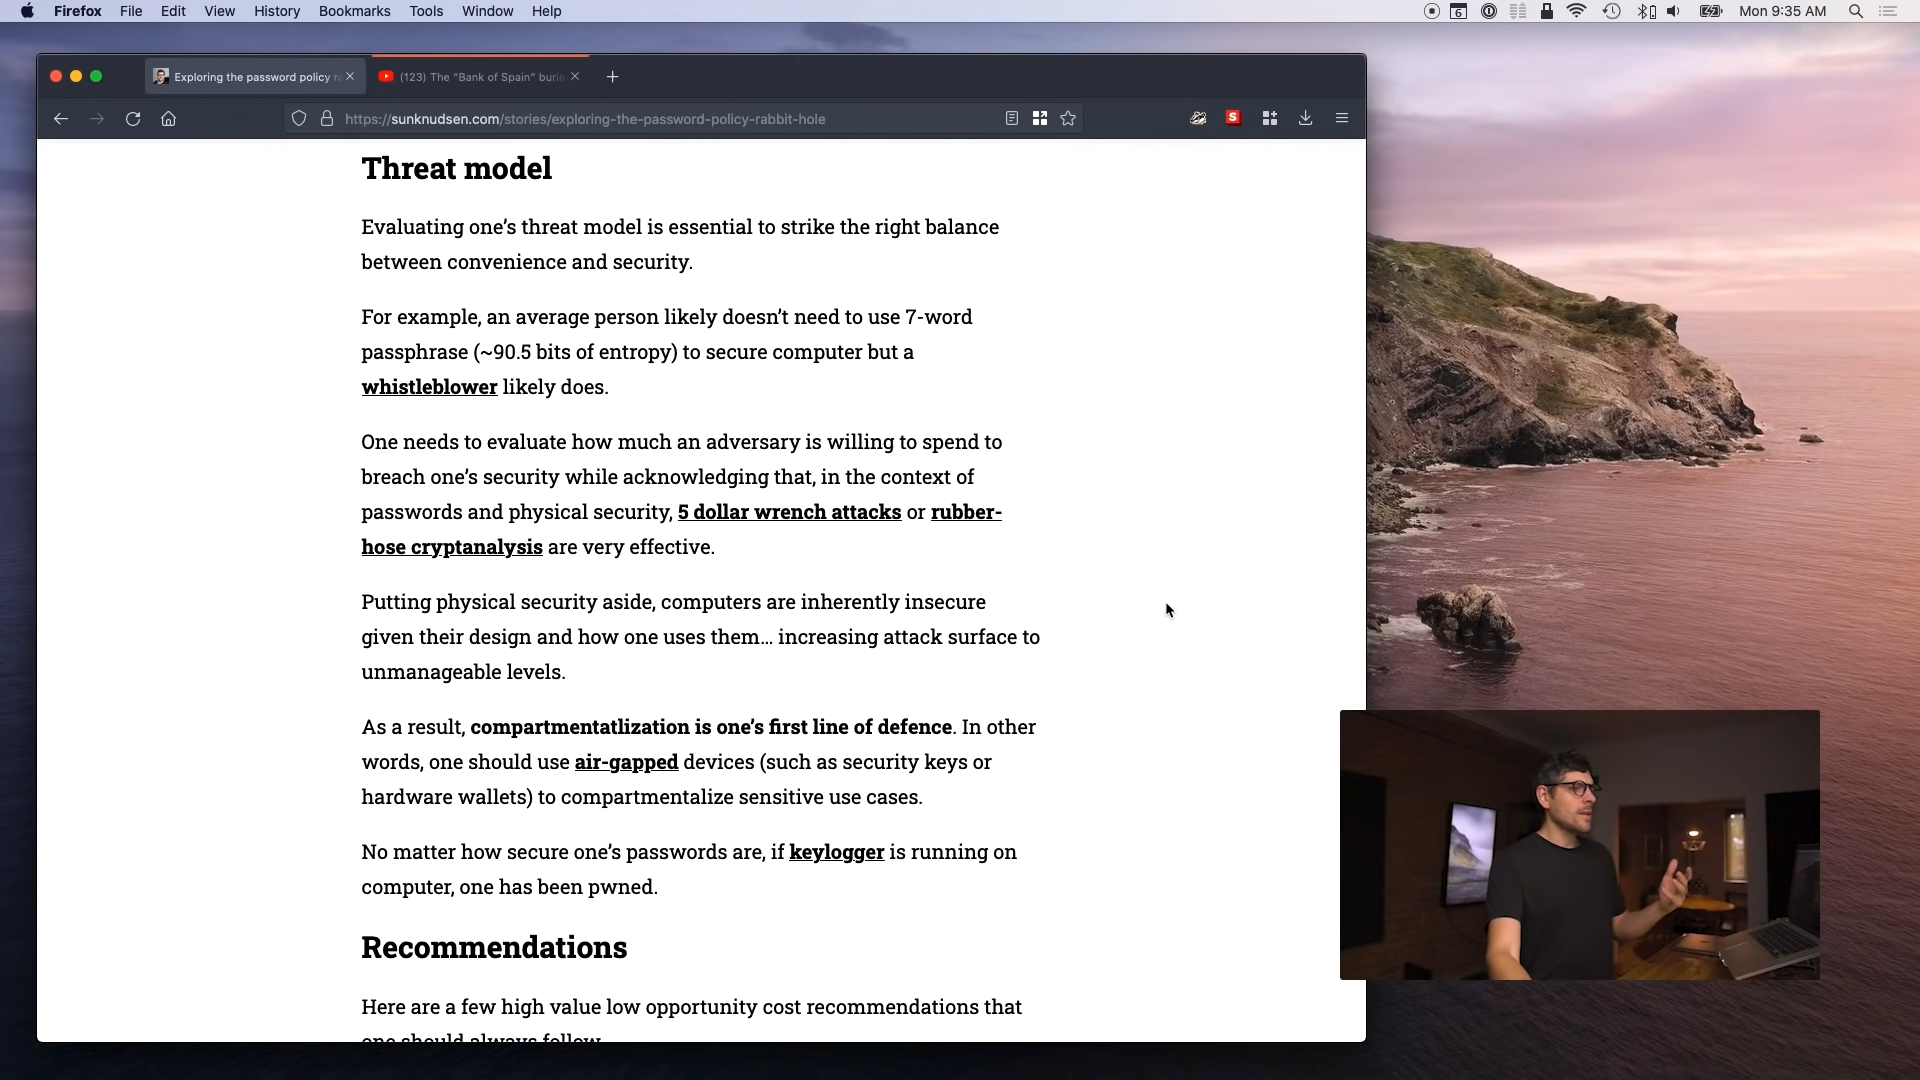 Firefox File Edit View History Bookmarks Tools Window Help
6
Mon 9:35 AM
Exploring the password policy ra
(123) The "Bank of Spain" burie
https://sunknudsen.com/stories/exploring-the-password-policy-rabbit-hole
S
Threat model
Evaluating one’s threat model is essential to strike the right balance
between convenience and security.
For example, an average person likely doesn’t need to use 7-word
passphrase (~90.5 bits of entropy) to secure computer but a
whistleblower likely does.
One needs to evaluate how much an adversary is willing to spend to
breach one’s security while acknowledging that, in the context of
passwords and physical security, 5 dollar wrench attacks or rubber-
hose cryptanalysis are very effective.
Putting physical security aside, computers are inherently insecure
given their design and how one uses them… increasing attack surface to
unmanageable levels.
As a result, compartmentatlization is one’s first line of defence. In other
words, one should use air-gapped devices (such as security keys or
hardware wallets) to compartmentalize sensitive use cases.
No matter how secure one’s passwords are, if keylogger is running on
computer, one has been pwned.
Recommendations
Here are a few high value low opportunity cost recommendations that
one should always follow.